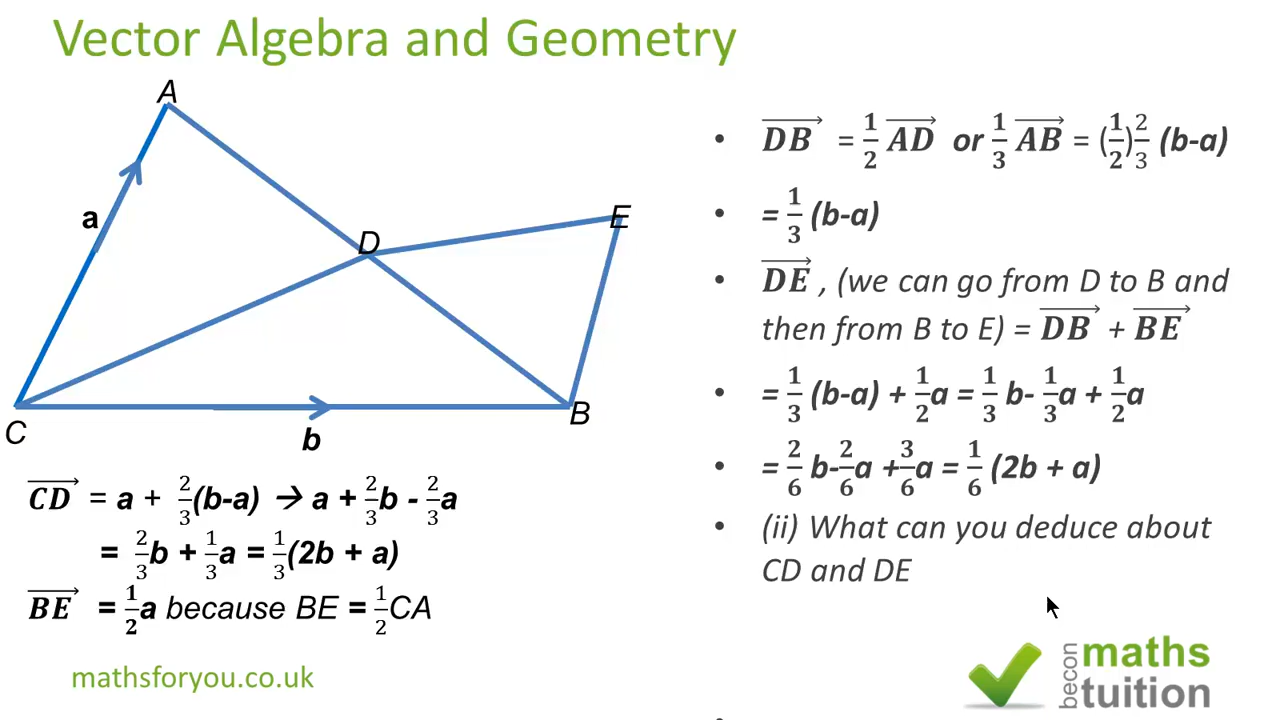 Vector Algebra and Geometry
A
a
D
E
C
b
B
CD = a + 2/3(b-a) → a + 2/3b - 2/3a
= 2/3b + 1/3a = 1/3(2b + a)
BE = 1/2a because BE = 1/2CA
mathsforyou.co.uk
• DB = 1/2 AD or 1/3 AB = (1/2)2/3 (b-a)
• = 1/3 (b-a)
• DE , (we can go from D to B and
then from B to E) = DB + BE
• = 1/3 (b-a) + 1/2a = 1/3 b- 1/3a + 1/2a
• = 2/6 b-2/6a +3/6a = 1/6 (2b + a)
• (ii) What can you deduce about
CD and DE
becon
maths
tuition